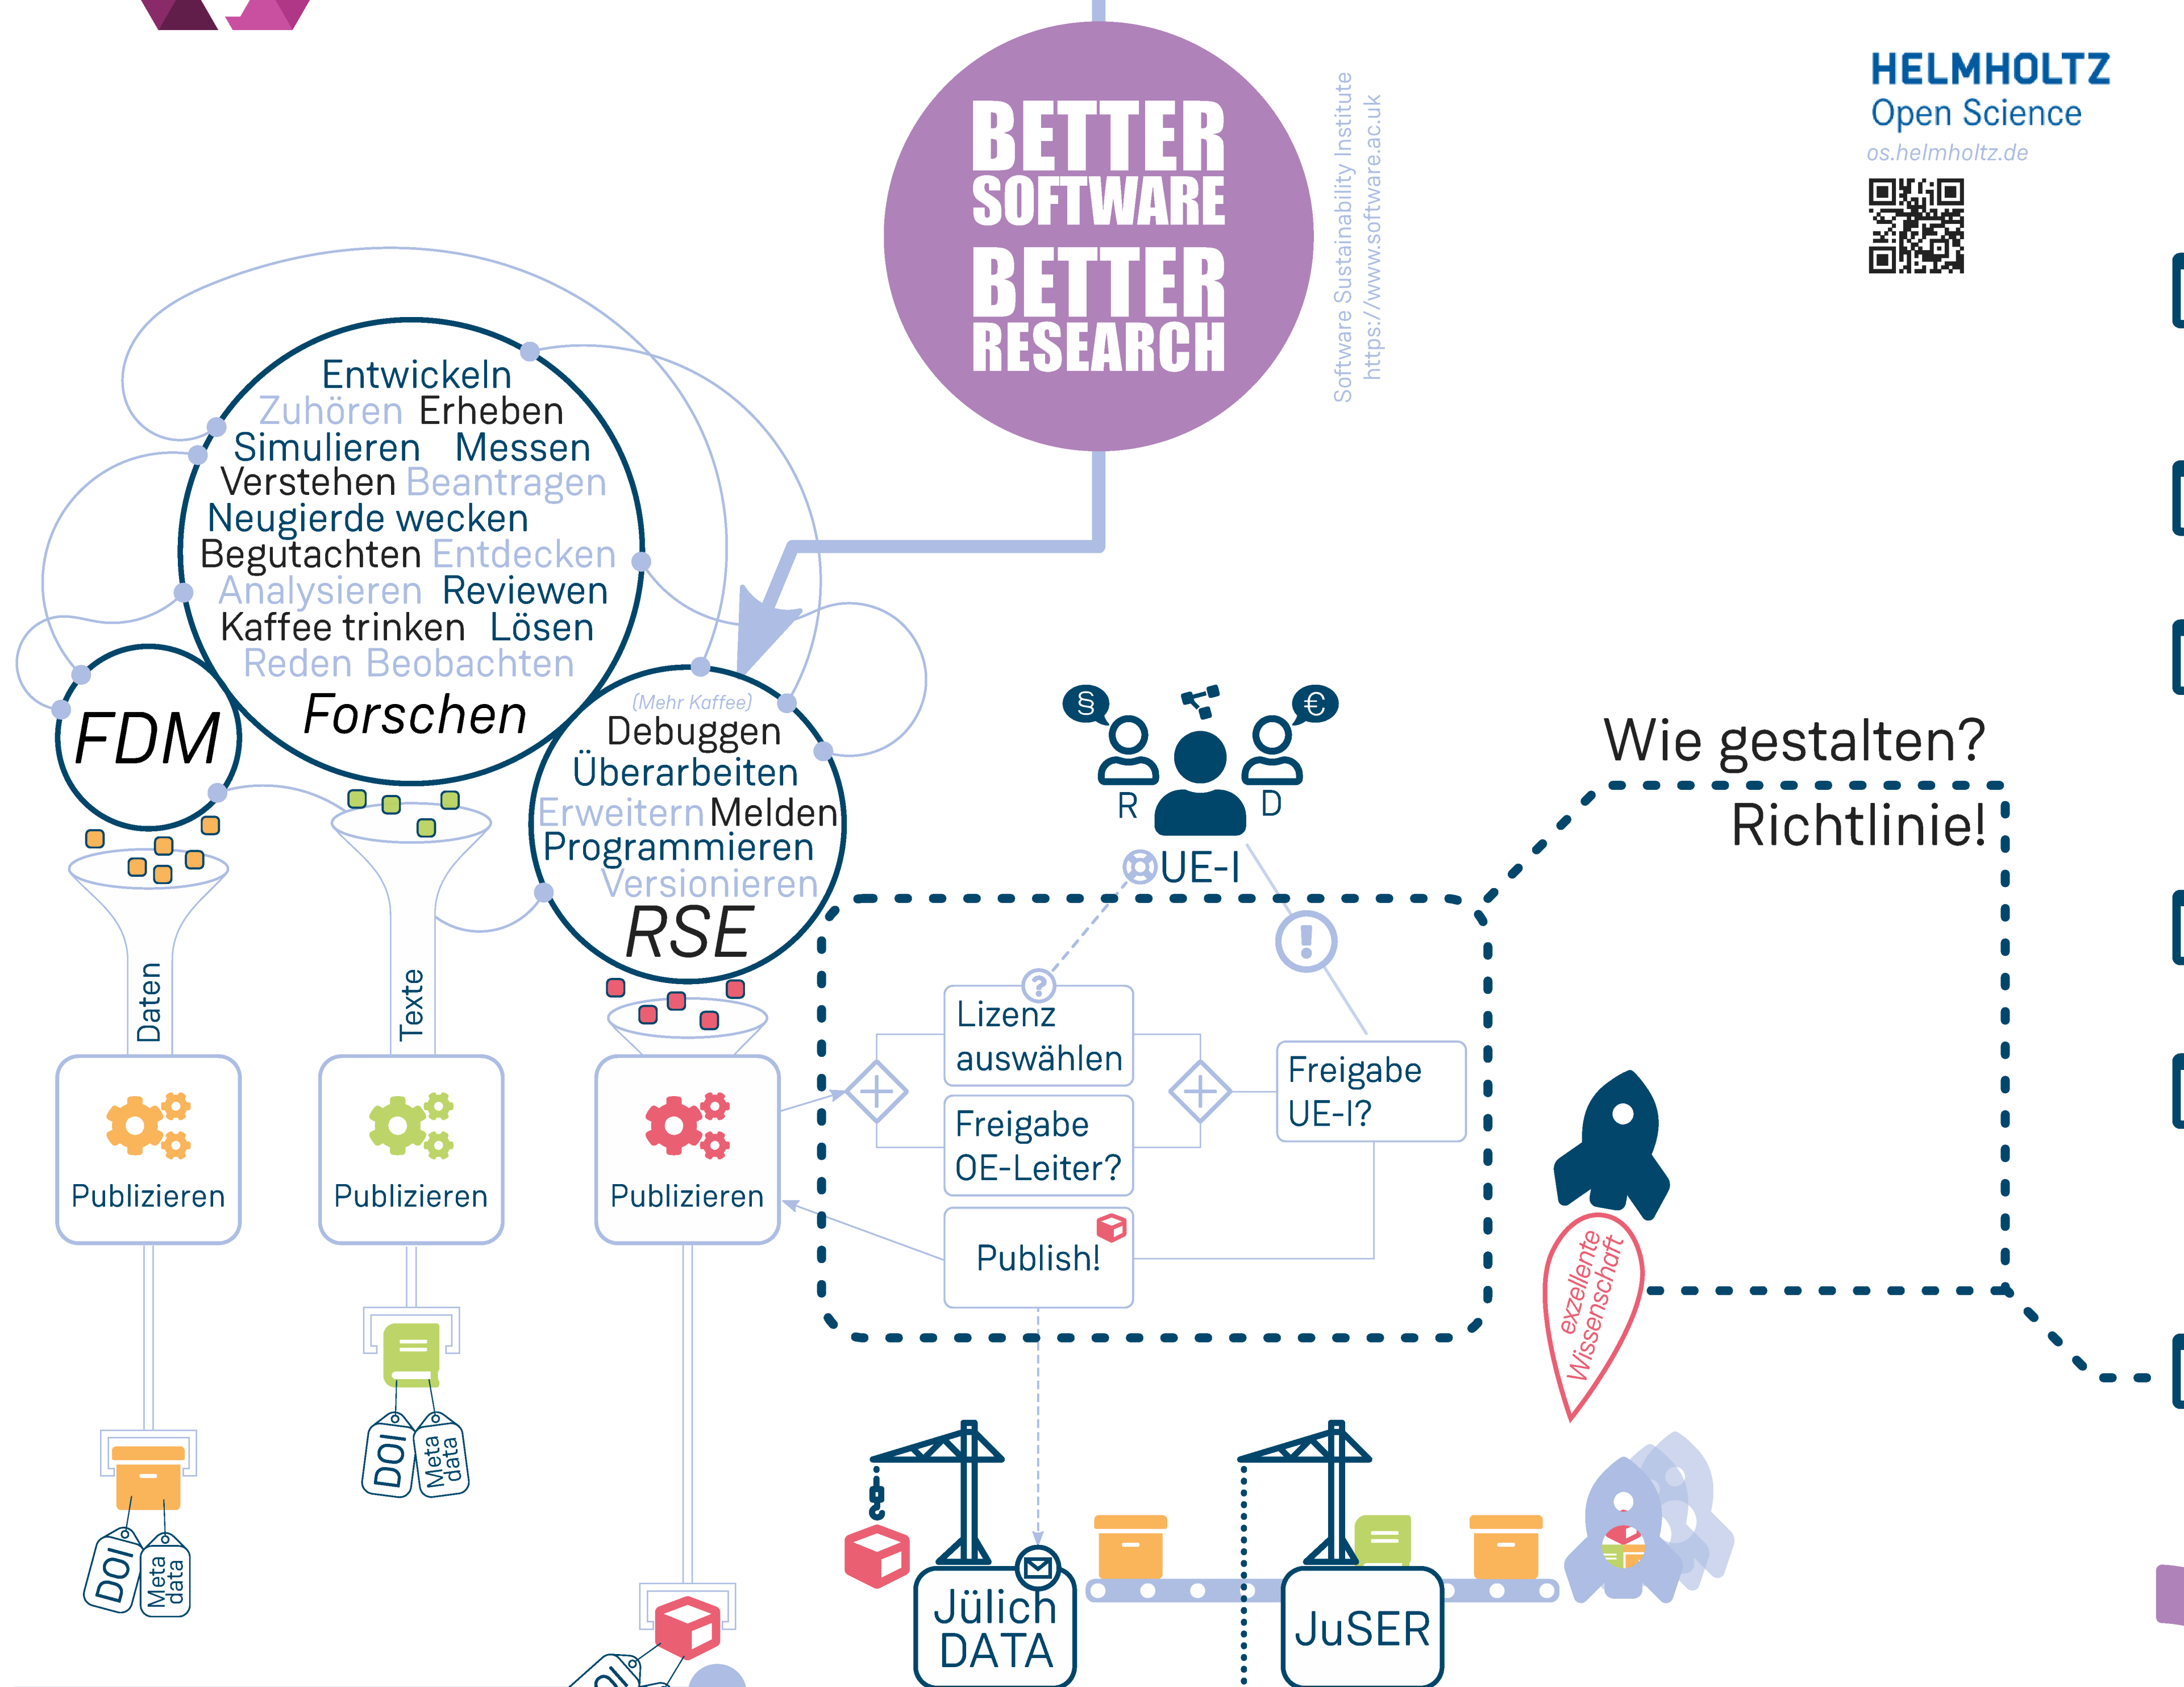 BETTER
SOFTWARE
BETTER
RESEARCH
Software Sustainability Institute
https://www.software.ac.uk
HELMHOLTZ
Open Science
os.helmholtz.de
Entwickeln
Zuhören Erheben
Simulieren Messen
Verstehen Beantragen
Neugierde wecken
Begutachten Entdecken
Analysieren Reviewen
Kaffee trinken Lösen
Reden Beobachten
Forschen
FDM
(Mehr Kaffee)
Debuggen
Überarbeiten
Erweitern Melden
Programmieren
Versionieren
RSE
§
€
R
D
UE-I
Wie gestalten?
Richtlinie!
Daten
Texte
Publizieren
Publizieren
Publizieren
?
!
Lizenz
auswählen
Freigabe
OE-Leiter?
Freigabe
UE-I?
Publish!
exzellente
Wissenschaft
DOI
Meta
data
DOI
Meta
data
DOI
Jülich
DATA
JuSER